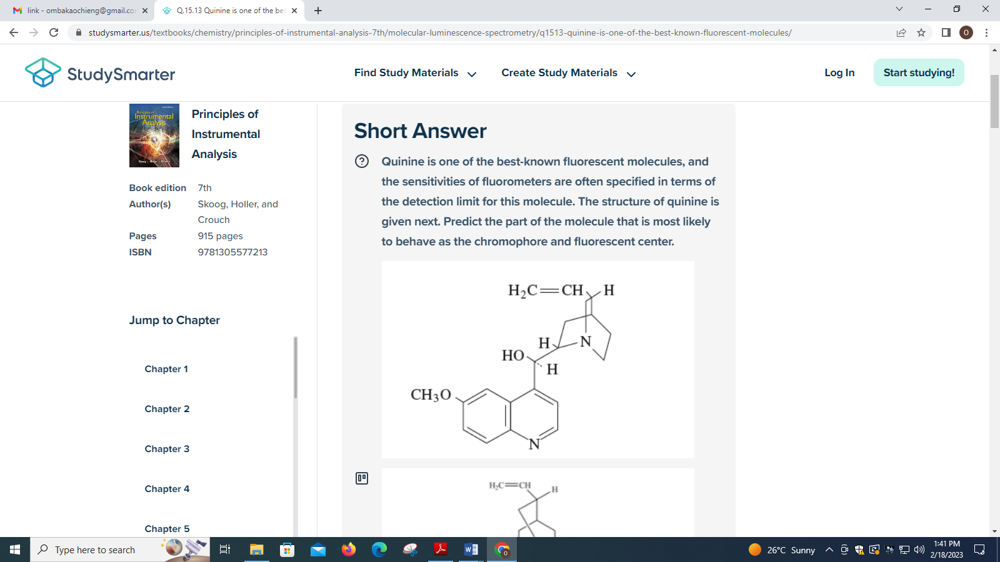 link - ombakaochieng@gmail.co
Q.15.13 Quinine is one of the bes
studysmarter.us/textbooks/chemistry/principles-of-instrumental-analysis-7th/molecular-luminescence-spectrometry/q1513-quinine-is-one-of-the-best-known-fluorescent-molecules/
O
StudySmarter
Find Study Materials
Create Study Materials
Log In
Start studying!
Principles of
Instrumental
Analysis
Principles of
Instrumental
Analysis
Book edition 7th
Author(s) Skoog, Holler, and
Crouch
Pages 915 pages
ISBN 9781305577213
Jump to Chapter
Chapter 1
Chapter 2
Chapter 3
Chapter 4
Chapter 5
Short Answer
Quinine is one of the best-known fluorescent molecules, and
the sensitivities of fluorometers are often specified in terms of
the detection limit for this molecule. The structure of quinine is
given next. Predict the part of the molecule that is most likely
to behave as the chromophore and fluorescent center.
H₂C=CH H
H N
HO
H
CH₃O
N
H₂C=CH H
Type here to search
26°C Sunny
1:41 PM
2/18/2023